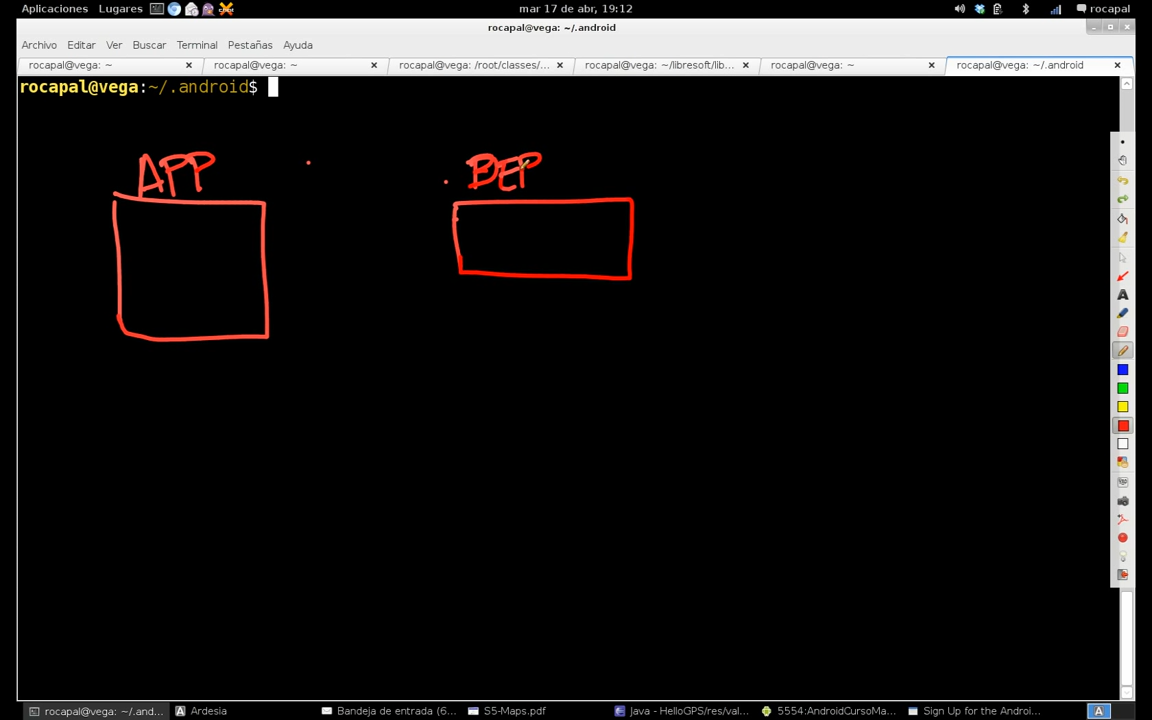 Aplicaciones Lugares mar 17 de abr, 19:12 rocapal
rocapal@vega: ~/.android
Archivo Editar Ver Buscar Terminal Pestañas Ayuda
rocapal@vega: ~ rocapal@vega: ~ rocapal@vega: /root/classes/... rocapal@vega: ~/libresoft/lib... rocapal@vega: ~ rocapal@vega: ~/.android
rocapal@vega:~/.android$
APP BEP
A
rocapal@vega: ~/.and... Ardesia Bandeja de entrada (6... S5-Maps.pdf Java - HelloGPS/res/val... 5554:AndroidCursoMa... Sign Up for the Androi... A